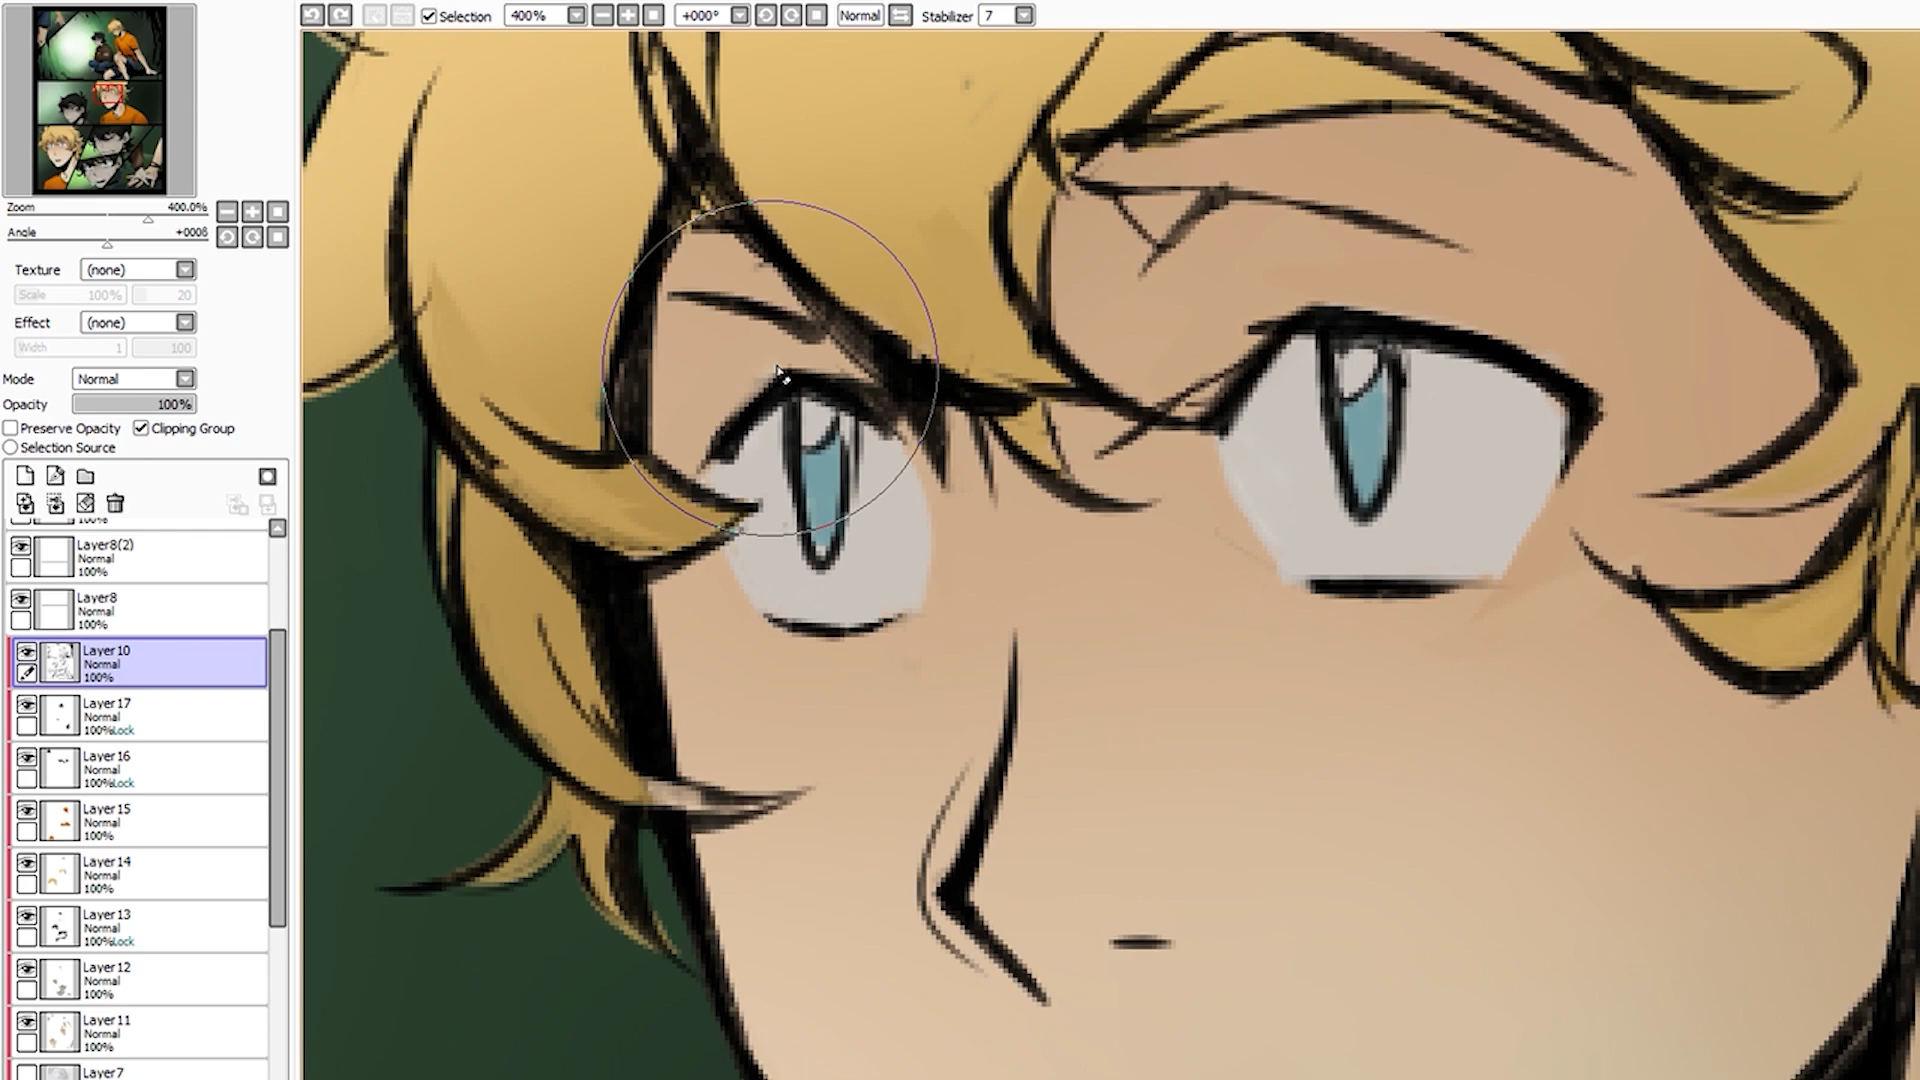 Selection 400% +000° Normal Stabilizer 7
Zoom 400.0%
Angle +000δ
Texture (none)
Scale 100% 20
Effect (none)
Width 1 100
Mode Normal
Opacity 100%
Preserve Opacity Clipping Group
Selection Source
100%
Layer8(2)
Normal
100%
Layer8
Normal
100%
Layer10
Normal
100%
Layer17
Normal
100%Lock
Layer16
Normal
100%Lock
Layer15
Normal
100%
Layer14
Normal
100%
Layer13
Normal
100%Lock
Layer12
Normal
100%
Layer11
Normal
100%
Layer7